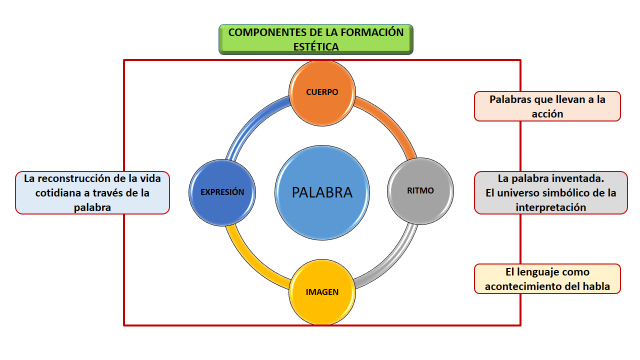 COMPONENTES DE LA FORMACIÓN
ESTÉTICA
CUERPO
Palabras que llevan a la
acción
La reconstrucción de la vida
cotidiana a través de la
palabra
EXPRESIÓN
PALABRA
RITMO
La palabra inventada.
El universo simbólico de la
interpretación
IMAGEN
El lenguaje como
acontecimiento del habla